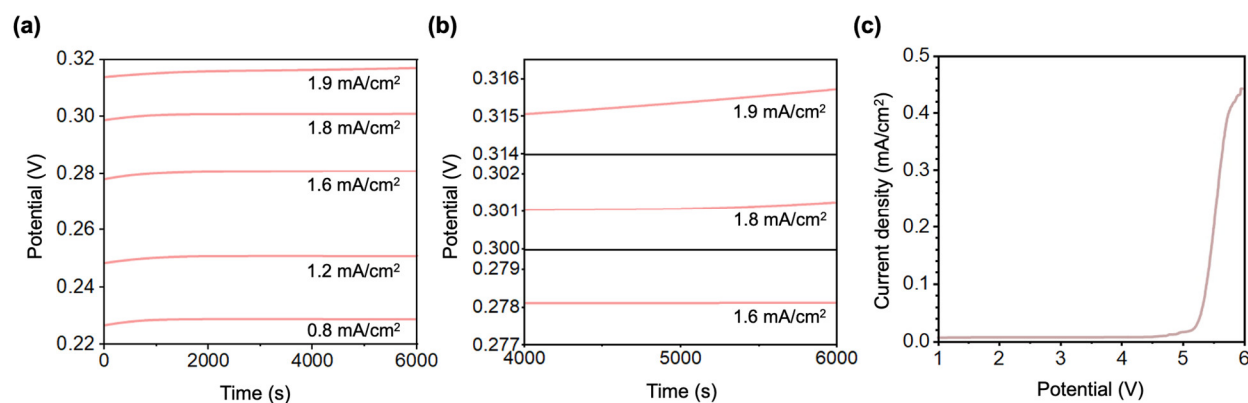 (a)
Potential (V)
0.32
0.30
0.28
0.26
0.24
0.22
1.9 mA/cm²
1.8 mA/cm²
1.6 mA/cm²
1.2 mA/cm²
0.8 mA/cm²
0 2000 4000 6000
Time (s)
(b)
Potential (V)
0.316
0.315
0.314
0.302
0.301
0.300
0.279
0.278
0.277
1.9 mA/cm²
1.8 mA/cm²
1.6 mA/cm²
4000 5000 6000
Time (s)
(c)
Current density (mA/cm²)
0.5
0.4
0.3
0.2
0.1
0.0
1 2 3 4 5 6
Potential (V)